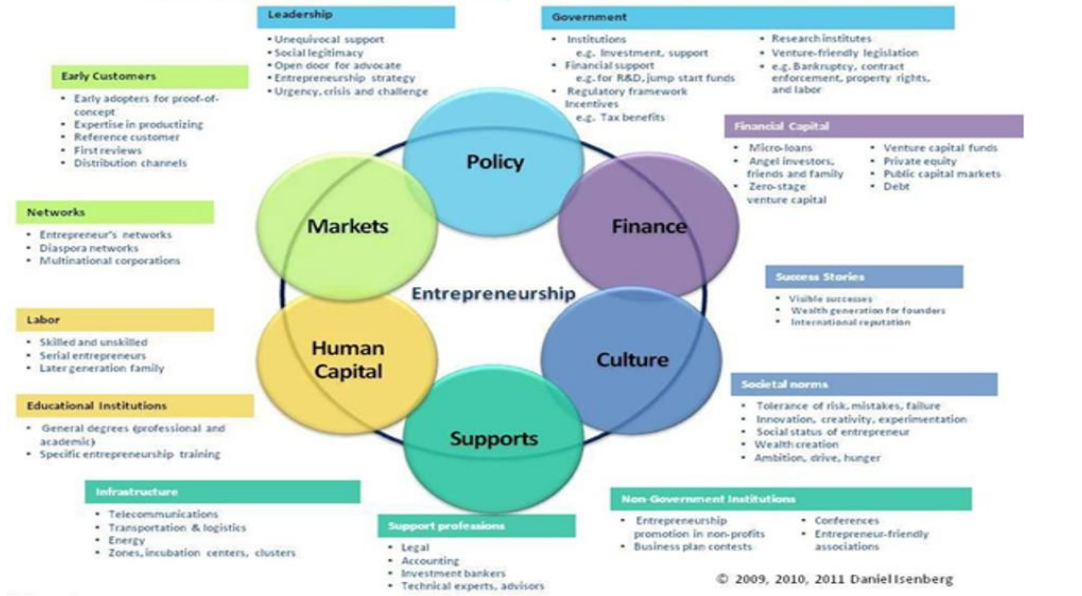 Leadership
• Unequivocal support
• Social legitimacy
• Open door for advocate
• Entrepreneurship strategy
• Urgency, crisis and challenge
Government
• Institutions
e.g. Investment, support
• Financial support
e.g. for R&D, jump start funds
• Regulatory framework
Incentives
e.g. Tax benefits
• Research institutes
• Venture-friendly legislation
• e.g. Bankruptcy, contract
enforcement, property rights,
and labor
Early Customers
• Early adopters for proof-of-
concept
• Expertise in productizing
• Reference customer
• First reviews
• Distribution channels
Financial Capital
• Micro-loans
• Angel investors,
friends and family
• Zero-stage
venture capital
• Venture capital funds
• Private equity
• Public capital markets
• Debt
Policy
Markets
Finance
Networks
• Entrepreneur's networks
• Diaspora networks
• Multinational corporations
Entrepreneurship
Success Stories
• Visible successes
• Wealth generation for founders
• International reputation
Labor
• Skilled and unskilled
• Serial entrepreneurs
• Later generation family
Human
Capital
Culture
Societal norms
• Tolerance of risk, mistakes, failure
• Innovation, creativity, experimentation
• Social status of entrepreneur
• Wealth creation
• Ambition, drive, hunger
Educational Institutions
• General degrees (professional and
academic)
• Specific entrepreneurship training
Supports
Infrastructure
• Telecommunications
• Transportation & logistics
• Energy
• Zones, incubation centers, clusters
Support professions
• Legal
• Accounting
• Investment bankers
• Technical experts, advisors
Non-Government Institutions
• Entrepreneurship
promotion in non-profits
• Business plan contests
• Conferences
• Entrepreneur-friendly
associations
© 2009, 2010, 2011 Daniel Isenberg